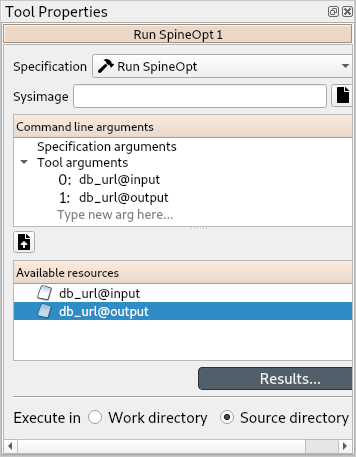 Tool Properties
Run SpineOpt 1
Specification
Run SpineOpt
Sysimage
Command line arguments
Specification arguments
Tool arguments
0: db_url@input
1: db_url@output
Type new arg here...
Available resources
db_url@input
db_url@output
Results...
Execute in Work directory Source directory